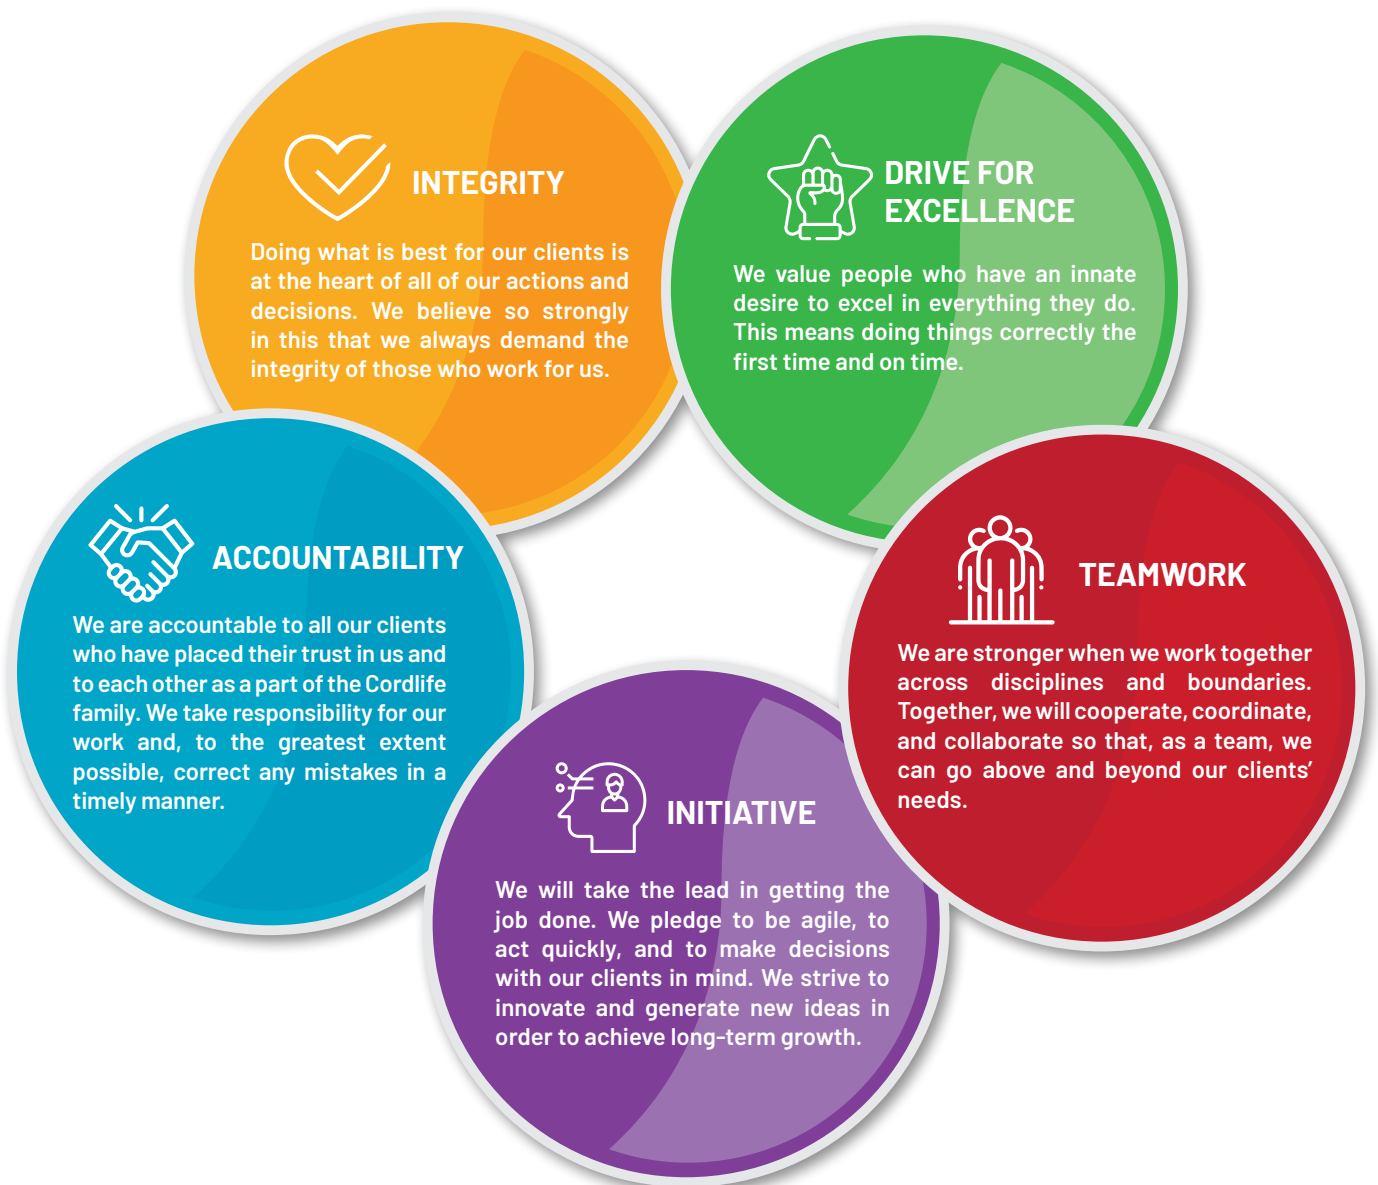 INTEGRITY
Doing what is best for our clients is
at the heart of all of our actions and
decisions. We believe so strongly
in this that we always demand the
integrity of those who work for us.
DRIVE FOR
EXCELLENCE
We value people who have an innate
desire to excel in everything they do.
This means doing things correctly the
first time and on time.
ACCOUNTABILITY
We are accountable to all our clients
who have placed their trust in us and
to each other as a part of the Cordlife
family. We take responsibility for our
work and, to the greatest extent
possible, correct any mistakes in a
timely manner.
TEAMWORK
We are stronger when we work together
across disciplines and boundaries.
Together, we will cooperate, coordinate,
and collaborate so that, as a team, we
can go above and beyond our clients’
needs.
INITIATIVE
We will take the lead in getting the
job done. We pledge to be agile, to
act quickly, and to make decisions
with our clients in mind. We strive to
innovate and generate new ideas in
order to achieve long-term growth.